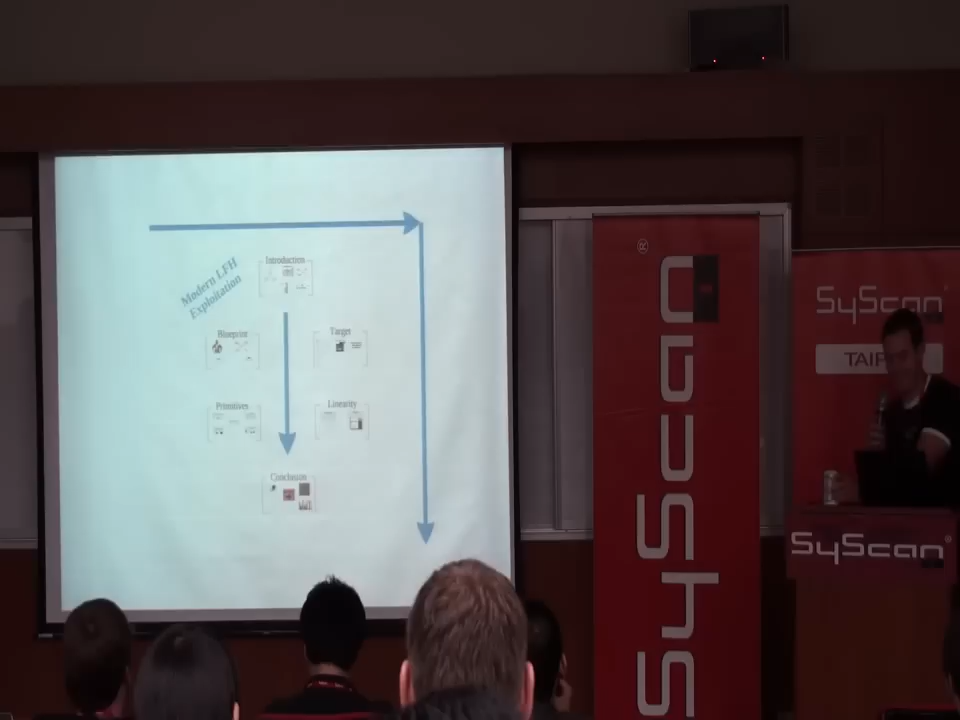 Modern LFH
Exploitation
Introduction
Blueprint
Target
Primitives
Linearity
Conclusion
SyScan®
SyScan
TAIP
SyScan